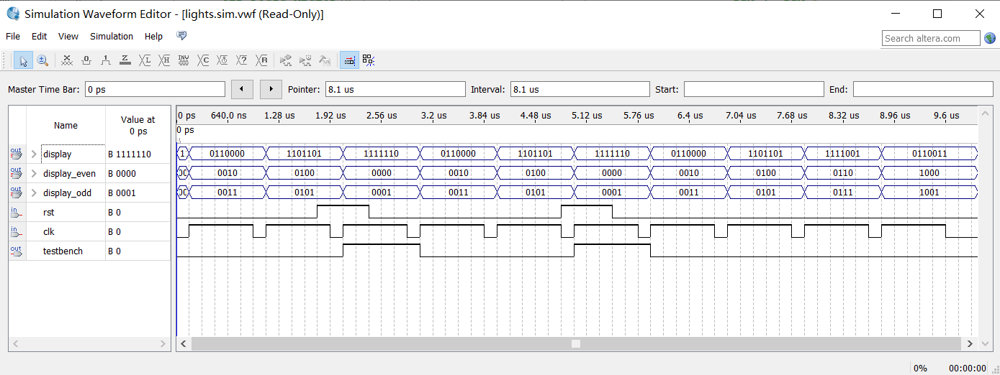 Simulation Waveform Editor - [lights.sim.vwf (Read-Only)]
File Edit View Simulation Help
Search altera.com
Master Time Bar: 0 ps Pointer: 8.1 us Interval: 8.1 us Start: End:
Name Value at 0 ps
0 ps 640.0 ns 1.28 us 1.92 us 2.56 us 3.2 us 3.84 us 4.48 us 5.12 us 5.76 us 6.4 us 7.04 us 7.68 us 8.32 us 8.96 us 9.6 us
0 ps
out display B 1111110 1 0110000 1101101 1111110 0110000 1101101 1111110 0110000 1101101 1111001 0110011
out display_even B 0000 00 0010 0100 0000 0010 0100 0000 0010 0100 0110 1000
out display_odd B 0001 00 0011 0101 0001 0011 0101 0001 0011 0101 0111 1001
in rst B 0
in clk B 0
out testbench B 0
0% 00:00:00